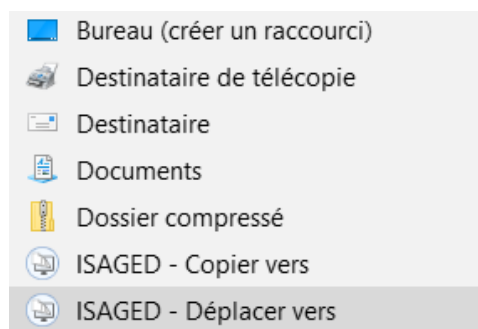 Bureau (créer un raccourci)
Destinataire de télécopie
Destinataire
Documents
Dossier compressé
ISAGED - Copier vers
ISAGED - Déplacer vers